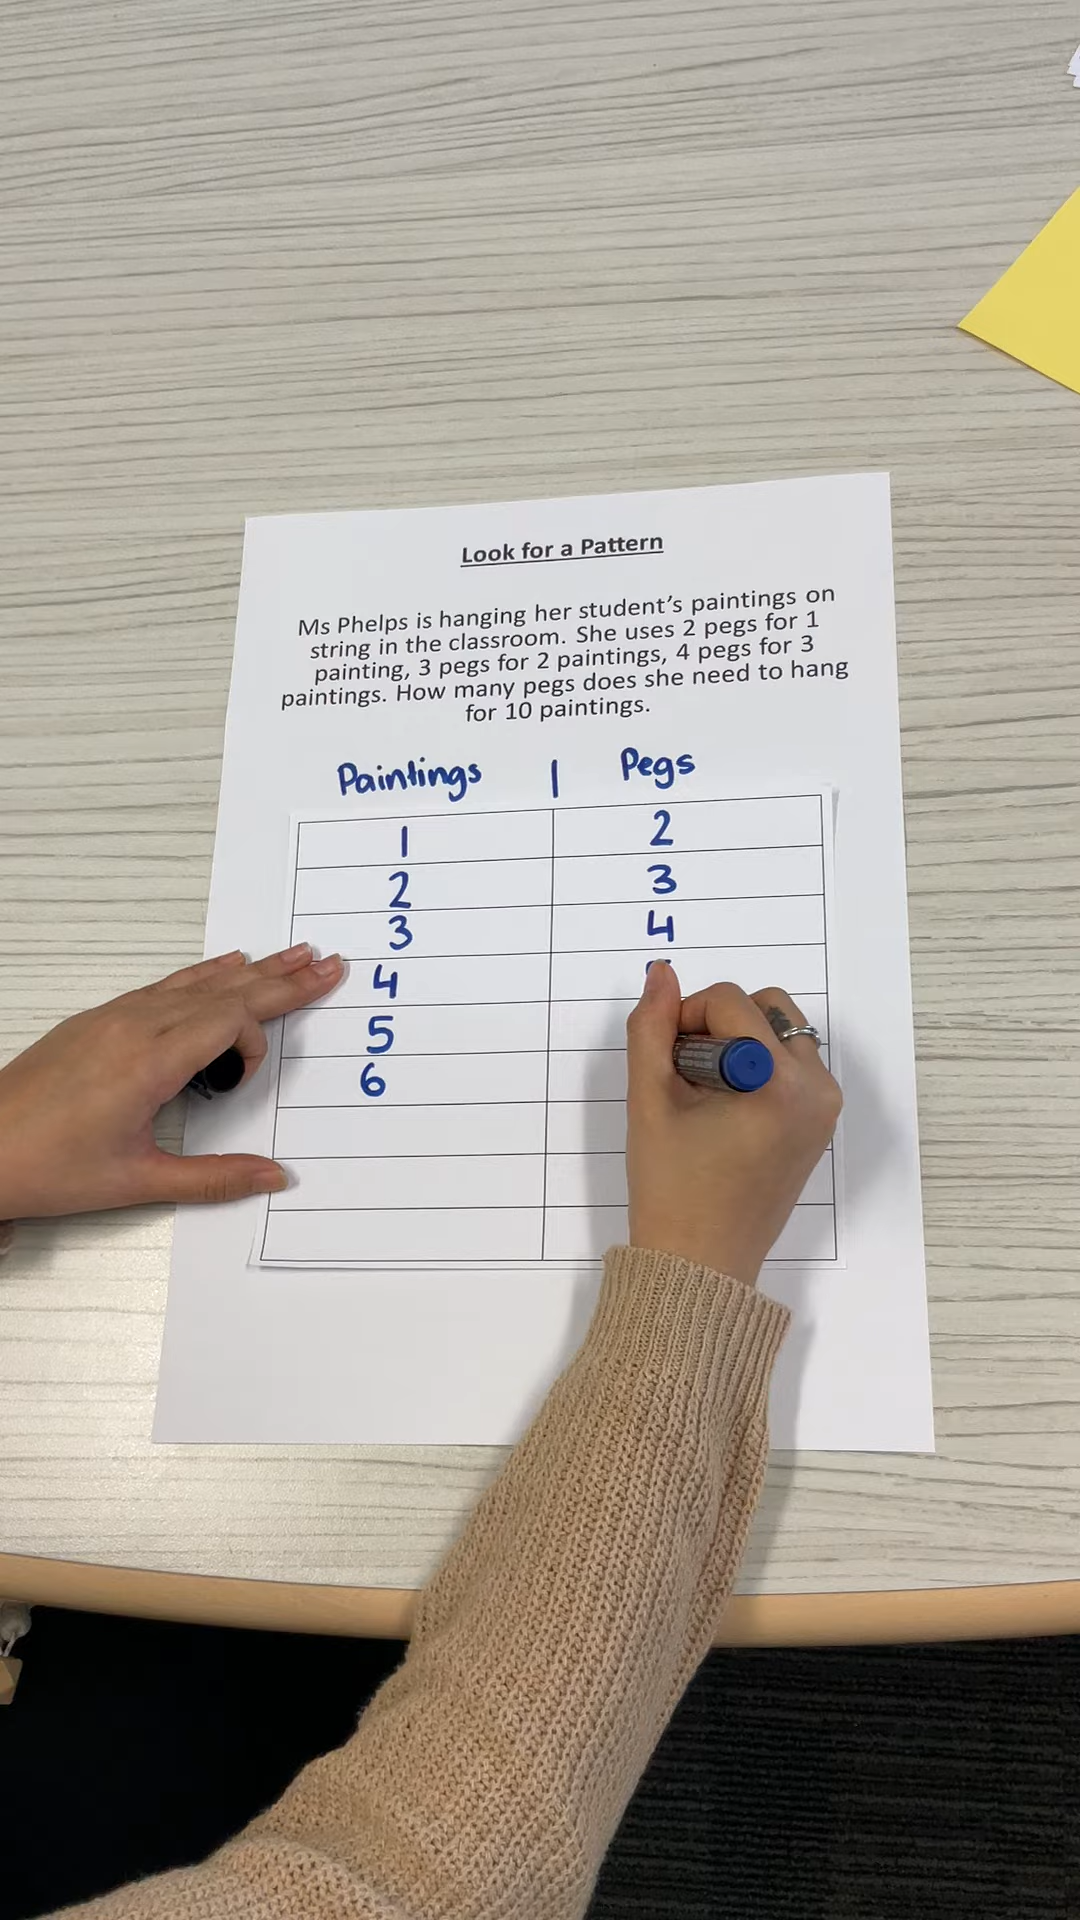 Look for a Pattern
Ms Phelps is hanging her student's paintings on
string in the classroom. She uses 2 pegs for 1
painting, 3 pegs for 2 paintings, 4 pegs for 3
paintings. How many pegs does she need to hang
for 10 paintings.
Paintings | Pegs
1 2
2 3
3 4
4
5
6